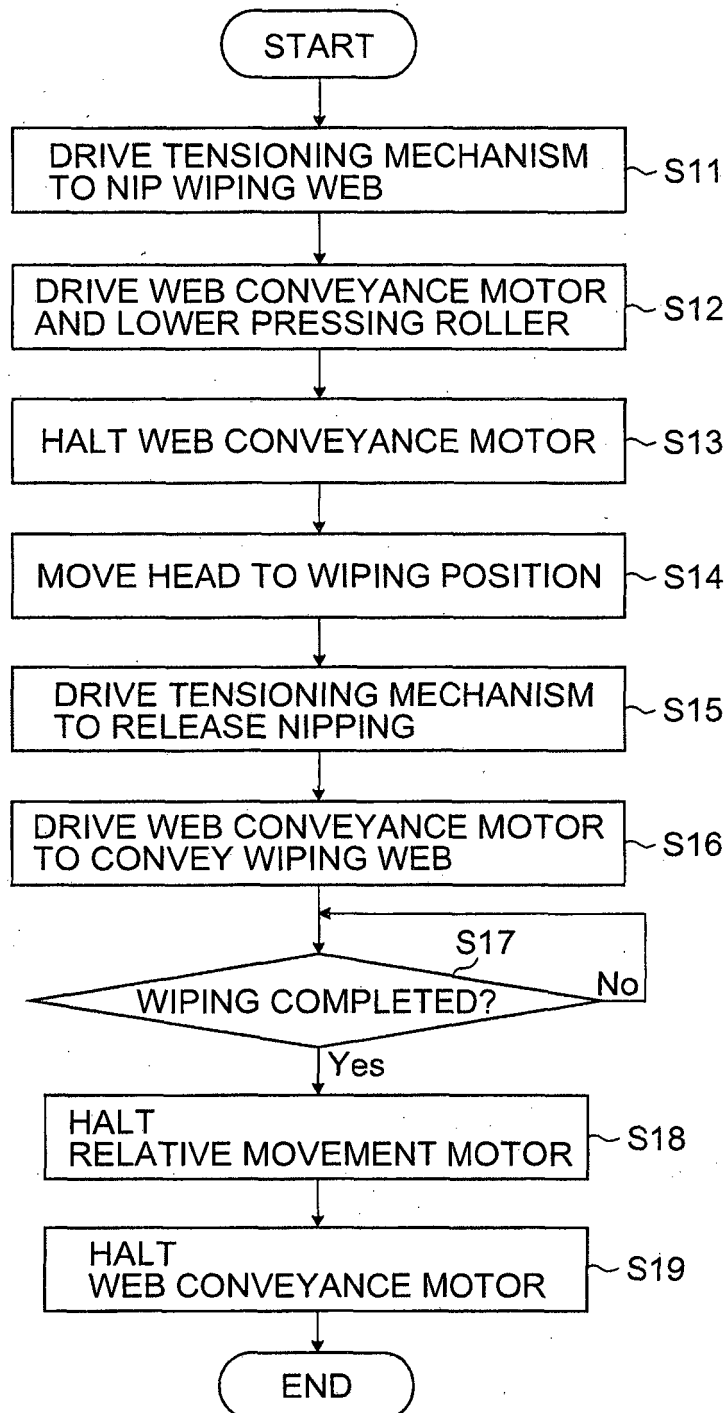 START
DRIVE TENSIONING MECHANISM
TO NIP WIPING WEB
S11
DRIVE WEB CONVEYANCE MOTOR
AND LOWER PRESSING ROLLER
S12
HALT WEB CONVEYANCE MOTOR
S13
MOVE HEAD TO WIPING POSITION
S14
DRIVE TENSIONING MECHANISM
TO RELEASE NIPPING
S15
DRIVE WEB CONVEYANCE MOTOR
TO CONVEY WIPING WEB
S16
S17
WIPING COMPLETED?
No
Yes
HALT
RELATIVE MOVEMENT MOTOR
S18
HALT
WEB CONVEYANCE MOTOR
S19
END